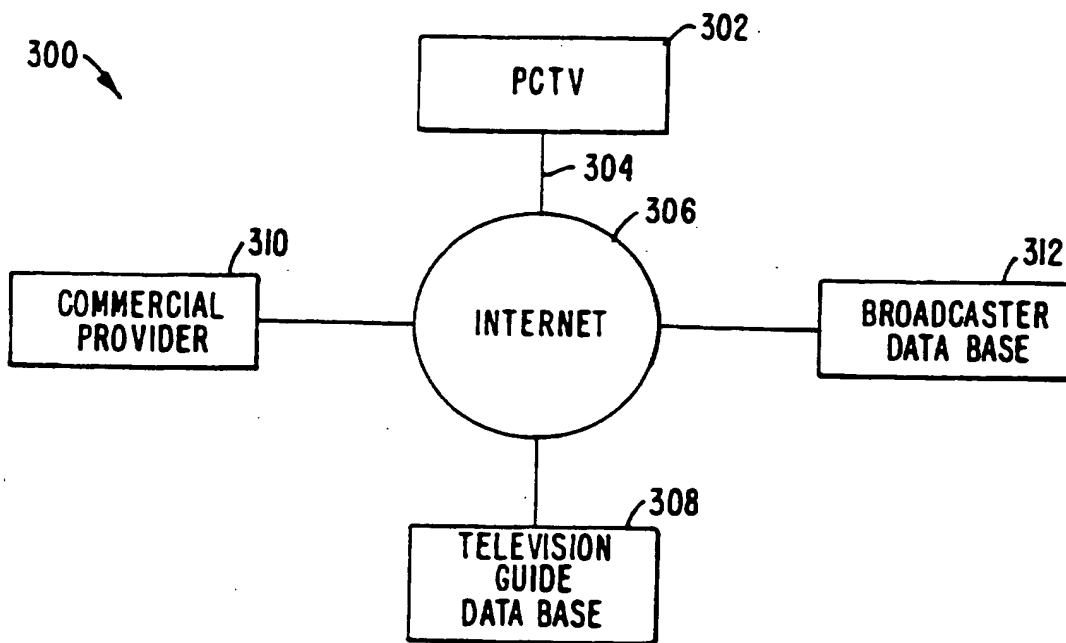 302
300
PCTV
304
306
310
312
COMMERCIAL
PROVIDER
INTERNET
BROADCASTER
DATA BASE
308
TELEVISION
GUIDE
DATA BASE